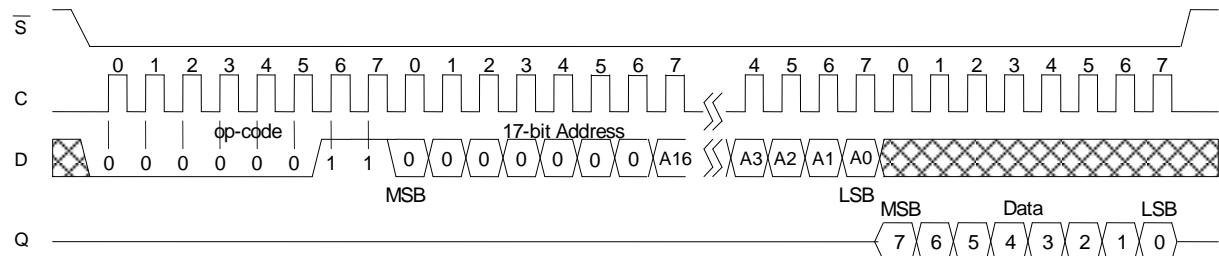 S
0 1 2 3 4 5 6 7 0 1 2 3 4 5 6 7 4 5 6 7 0 1 2 3 4 5 6 7
C
op-code 17-bit Address
D 0 0 0 0 0 0 1 1 0 0 0 0 0 0 0 A16 A3 A2 A1 A0
MSB LSB
MSB Data LSB
Q 7 6 5 4 3 2 1 0